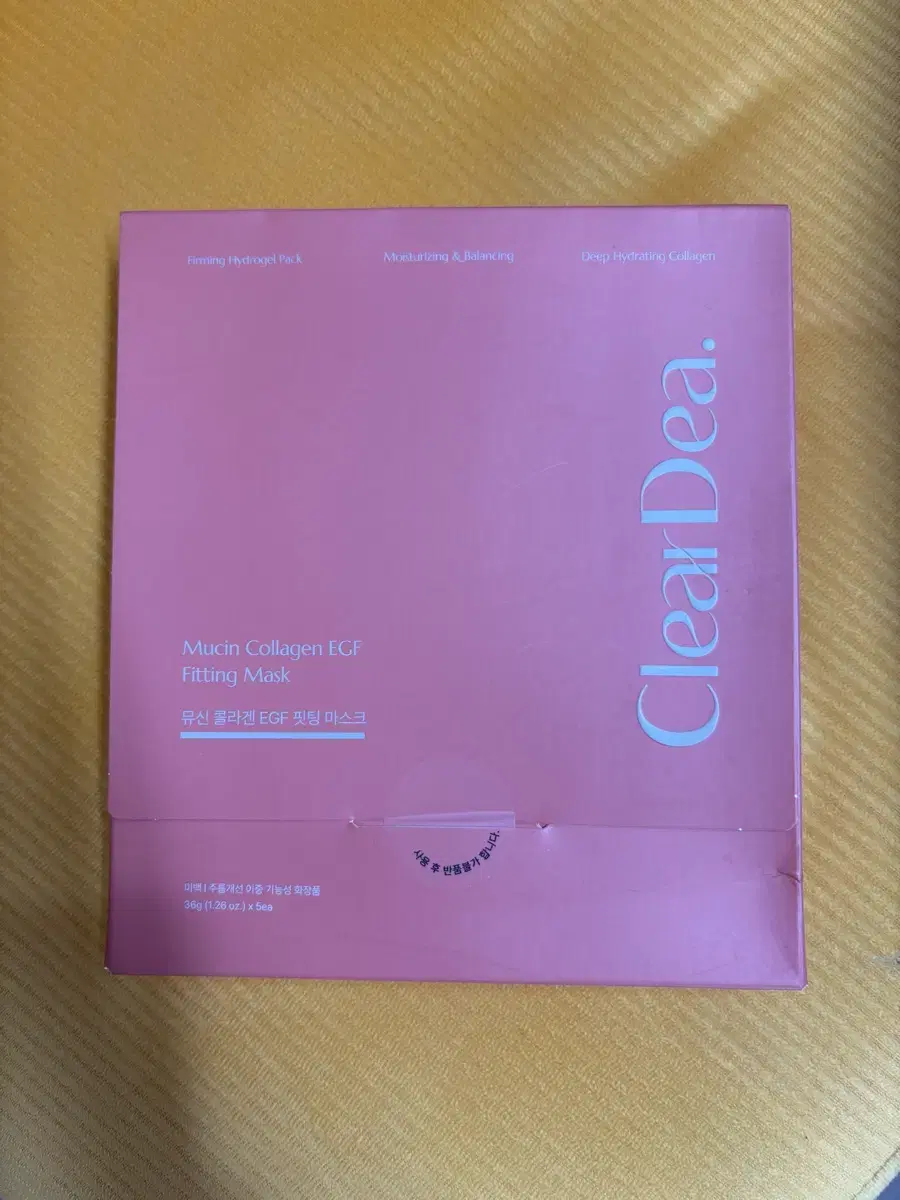 Firming Hydrogel Pack
Moisturizing & Balancing
Deep Hydrating Collagen
ClearDea.
Mucin Collagen EGF
Fitting Mask
뮤신 콜라겐 EGF 핏팅 마스크
사용 후 반품불가 합니다.
미백 | 주름개선 이중 기능성 화장품
36g (1.26 oz.) x 5ea